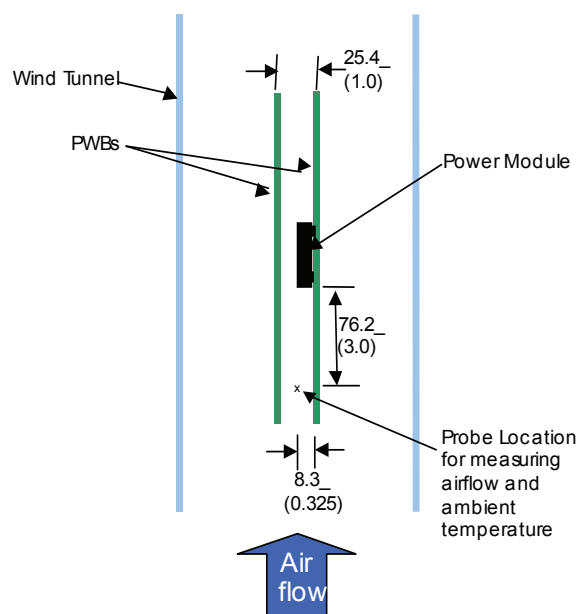 25.4_
(1.0)
Wind Tunnel
PWBs
Power Module
76.2_
(3.0)
x
Probe Location
for measuring
airflow and
ambient
temperature
8.3_
(0.325)
Air
flow